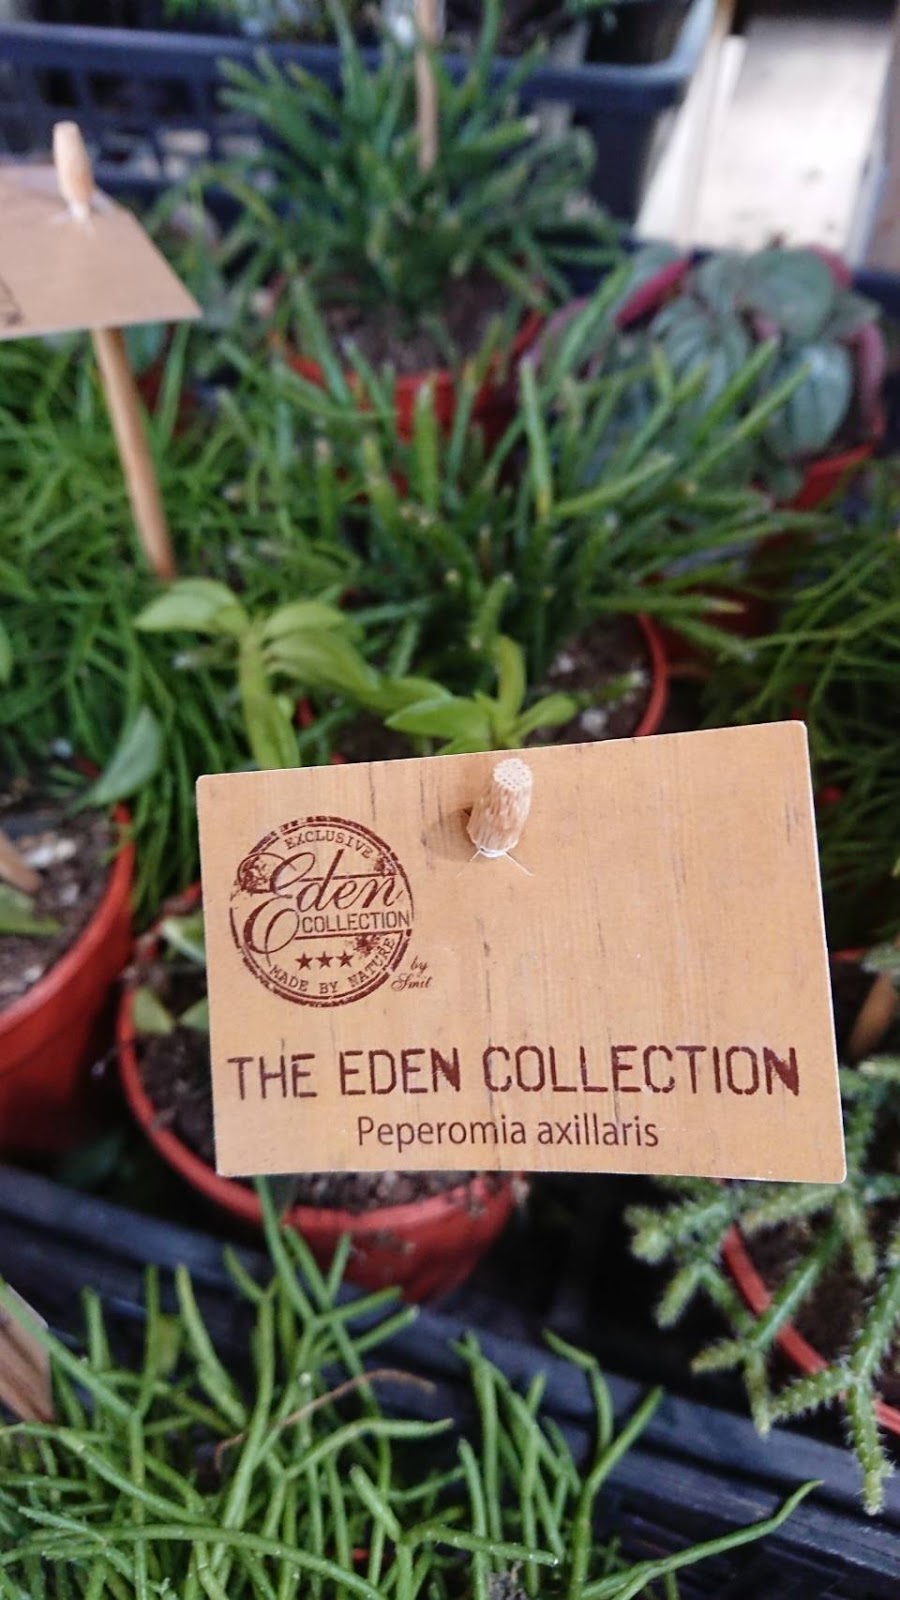 EXCLUSIVE
Eden
COLLECTION
MADE BY NATURE
by
Smit
THE EDEN COLLECTION
Peperomia axillaris